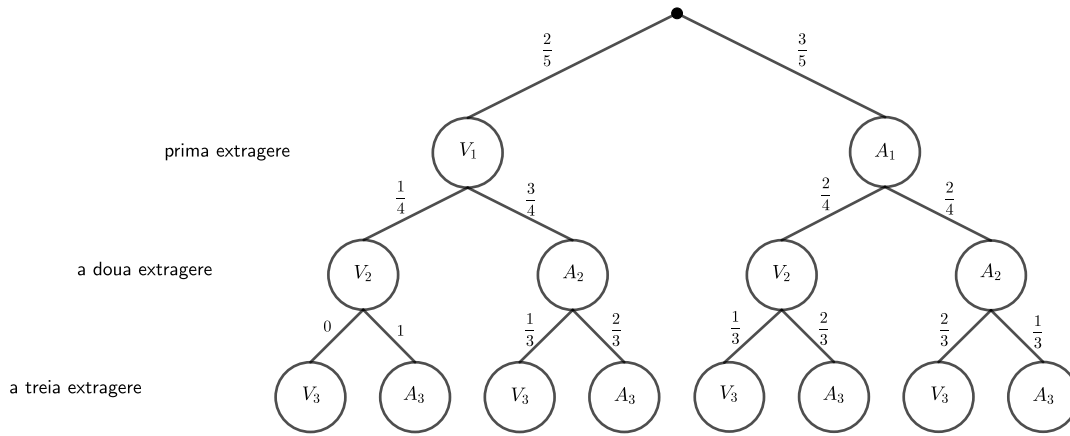 2/5 3/5
prima extragere V₁ A₁
1/4 3/4 2/4 2/4
a doua extragere V₂ A₂ V₂ A₂
0 1 1/3 2/3 1/3 2/3 2/3 1/3
a treia extragere V₃ A₃ V₃ A₃ V₃ A₃ V₃ A₃